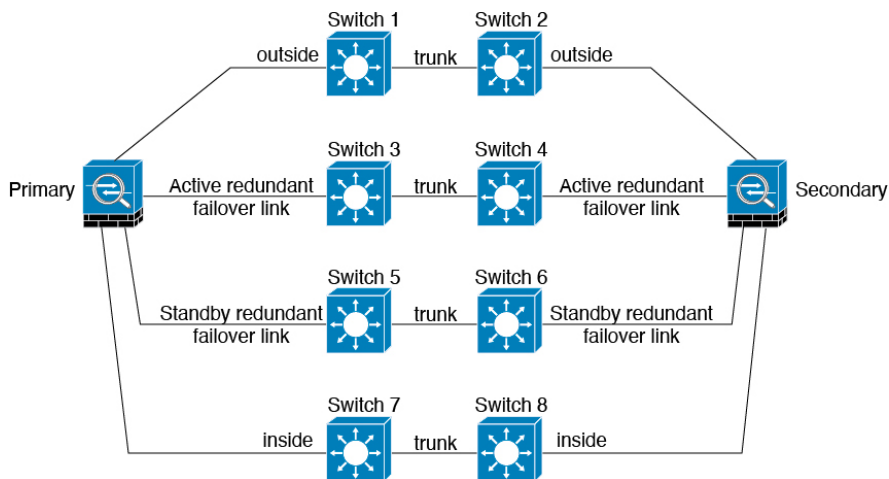 Switch 1
Switch 2
outside
trunk
outside
Switch 3
Switch 4
Primary
Active redundant
failover link
trunk
Active redundant
failover link
Secondary
Switch 5
Switch 6
Standby redundant
failover link
trunk
Standby redundant
failover link
Switch 7
Switch 8
inside
trunk
inside